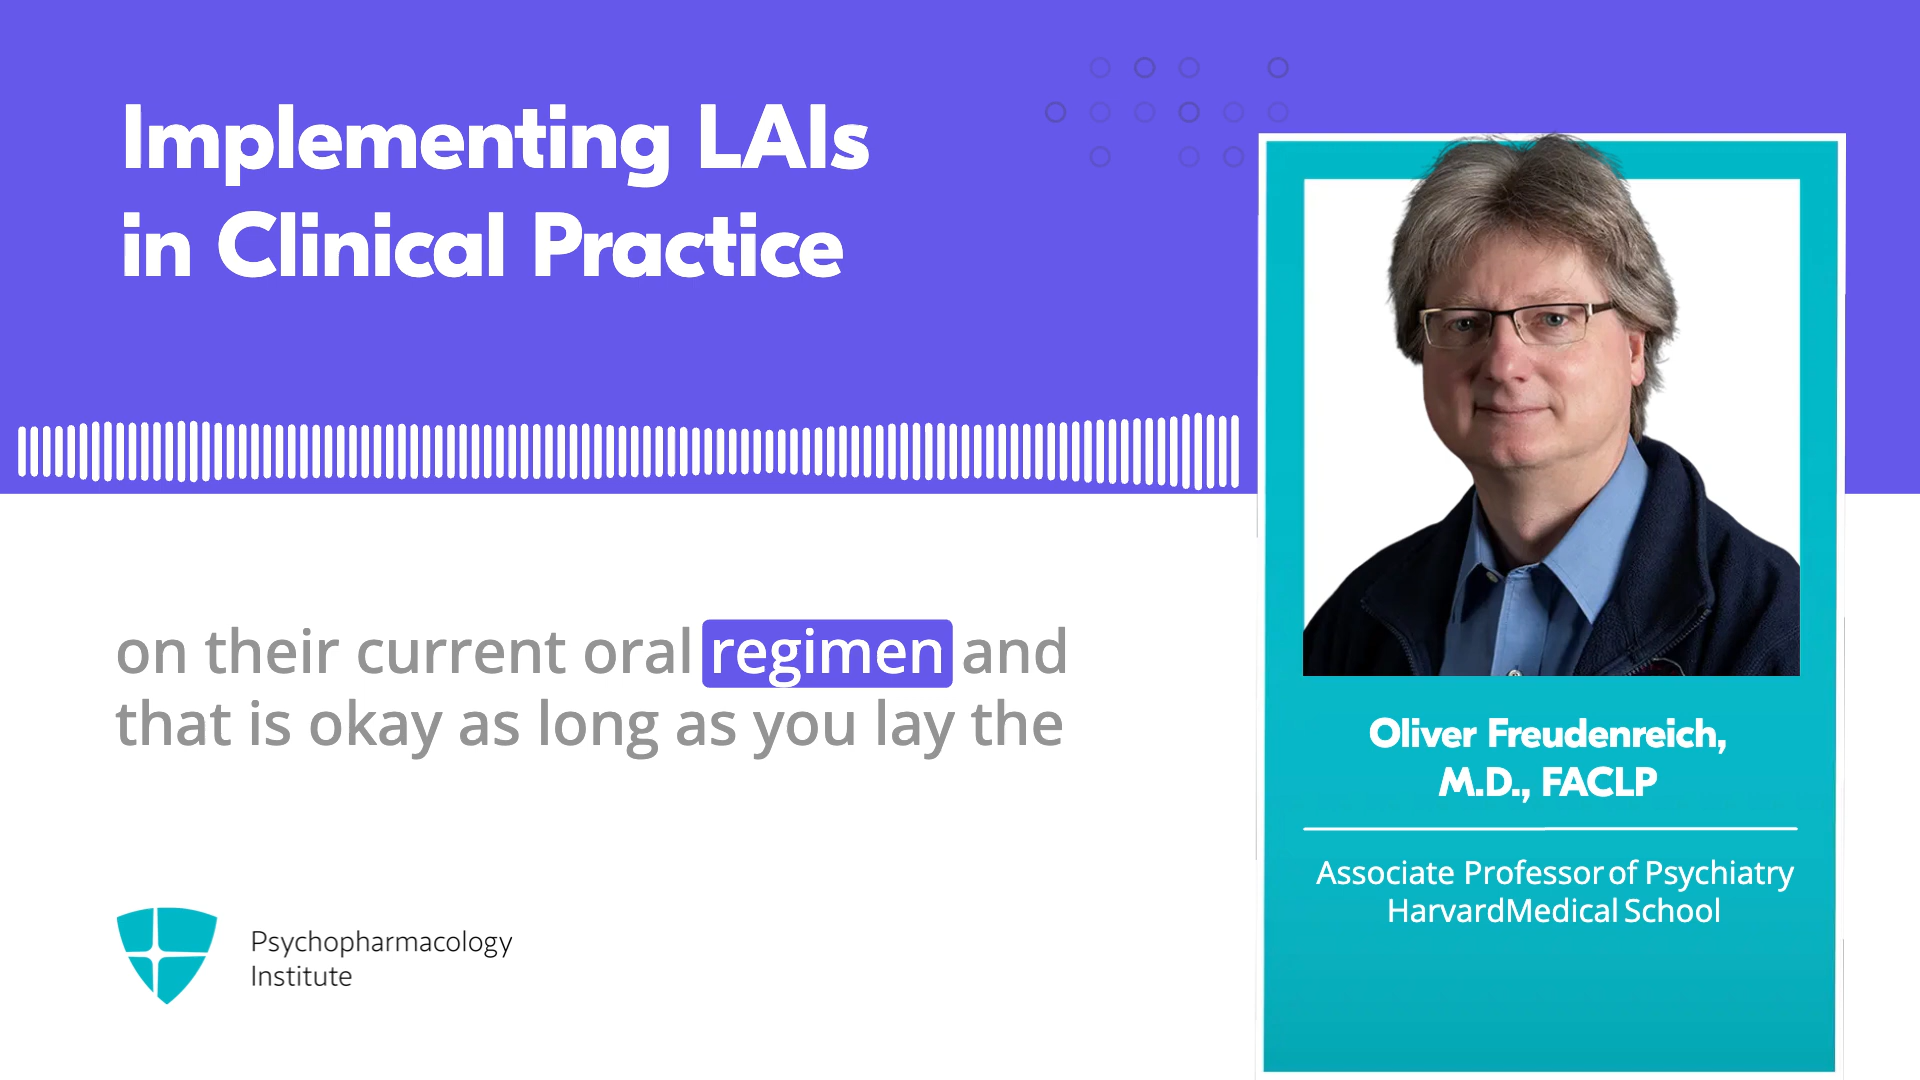 Implementing LAIs
in Clinical Practice
on their current oral regimen and
that is okay as long as you lay the
Psychopharmacology
Institute
Oliver Freudenreich,
M.D., FACLP
Associate Professor of Psychiatry
HarvardMedical School